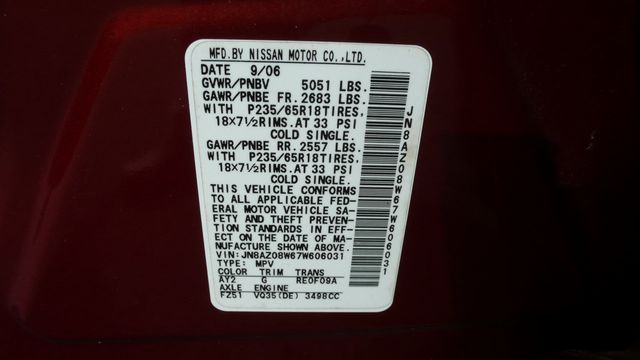 MFD.BY NISSAN MOTOR CO.,LTD.
DATE 9/06
GVWR/PNBV 5051 LBS.
GAWR/PNBE FR. 2683 LBS.
WITH P235/65R18TIRES,
18×7½RIMS.AT 33 PSI
COLD SINGLE.
GAWR/PNBE RR. 2557 LBS.
WITH P235/65R18TIRES,
18×7½RIMS.AT 33 PSI
COLD SINGLE.
THIS VEHICLE CONFORMS
TO ALL APPLICABLE FED-
ERAL MOTOR VEHICLE SA-
FETY AND THEFT PREVEN-
TION STANDARDS IN EFF-
ECT ON THE DATE OF MA-
NUFACTURE SHOWN ABOVE.
VIN:JN8AZ08W67W606031
TYPE: MPV
COLOR TRIM TRANS
AY2 G RE0F09A
AXLE ENGINE
FZ51 VQ35(DE) 3498CC
JN8AZ08W67W606031